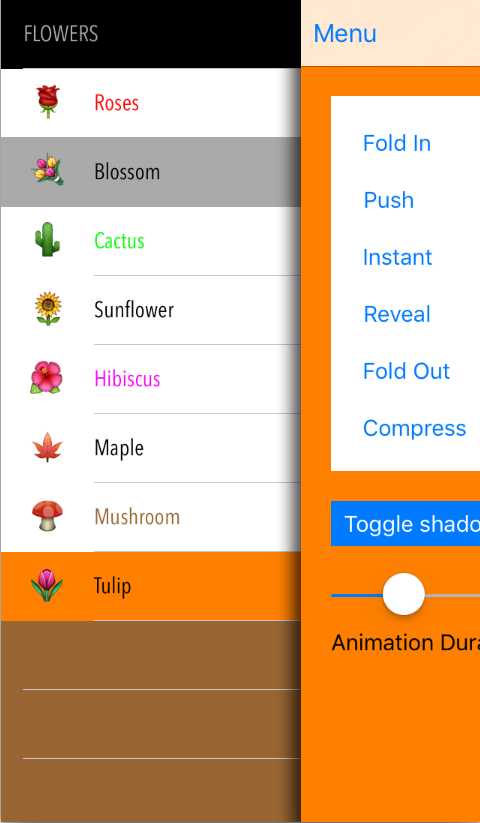 FLOWERS
Roses
Blossom
Cactus
Sunflower
Hibiscus
Maple
Mushroom
Tulip
Menu
Fold In
Push
Instant
Reveal
Fold Out
Compress
Toggle shado
Animation Dura